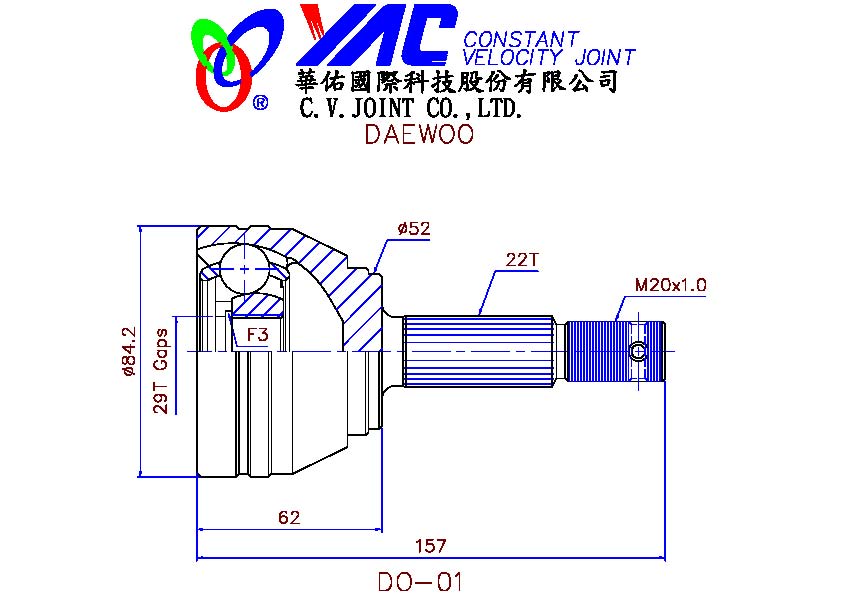 YAC CONSTANT
VELOCITY JOINT
®
華佑國際科技股份有限公司
C.V.JOINT CO.,LTD.
DAEWOO
ø52
22T
M20x1.0
F3
ø84.2
29T Gaps
62
157
DO-01